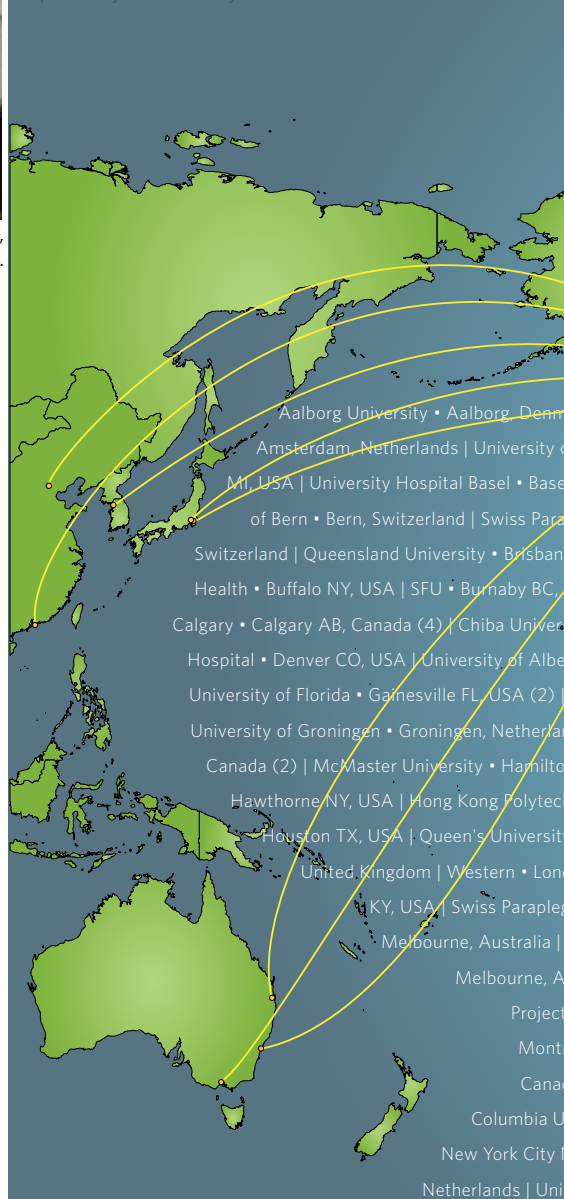 Aalborg University • Aalborg, Denm
Amsterdam, Netherlands | University o
MI, USA | University Hospital Basel • Base
of Bern • Bern, Switzerland | Swiss Para
Switzerland | Queensland University • Brisban
Health • Buffalo NY, USA | SFU • Burnaby BC,
Calgary • Calgary AB, Canada (4) | Chiba Univer
Hospital • Denver CO, USA | University of Albe
University of Florida • Gainesville FL, USA (2) |
University of Groningen • Groningen, Netherla
Canada (2) | McMaster University • Hamilto
Hawthorne NY, USA | Hong Kong Polytec
Houston TX, USA | Queen's University
United Kingdom | Western • Lon
KY, USA | Swiss Parapleg
Melbourne, Australia |
Melbourne, A
Project
Mont
Cana
Columbia U
New York City
Netherlands | Uni